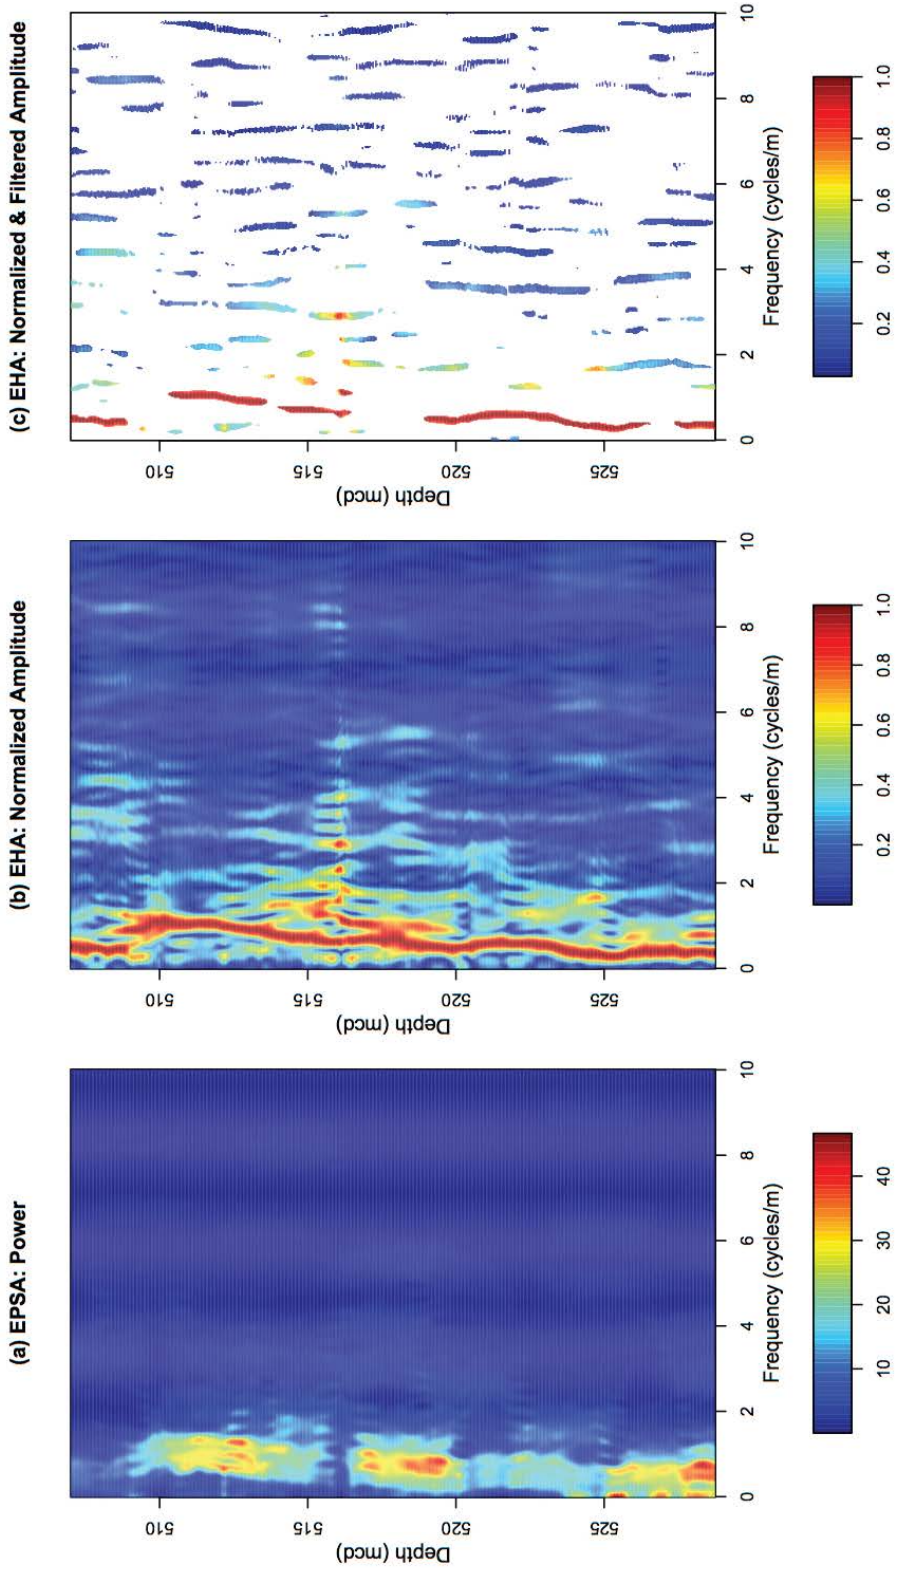 (a) EPSA: Power
Depth (mcd)
510
515
520
525
0 2 4 6 8 10
Frequency (cycles/m)
10 20 30 40
(b) EHA: Normalized Amplitude
Depth (mcd)
510
515
520
525
0 2 4 6 8 10
Frequency (cycles/m)
0.2 0.4 0.6 0.8 1.0
(c) EHA: Normalized & Filtered Amplitude
Depth (mcd)
510
515
520
525
0 2 4 6 8 10
Frequency (cycles/m)
0.2 0.4 0.6 0.8 1.0